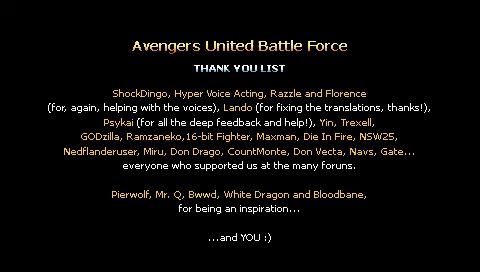 Avengers United Battle Force
THANK YOU LIST
ShockDingo, Hyper Voice Acting, Razzle and Florence
(for, again, helping with the voices), Lando (for fixing the translations, thanks!),
Psykai (for all the deep feedback and help!), Yin, Trexell,
GODzilla, Ramzaneko,16-bit Fighter, Maxman, Die In Fire, NSW25,
Nedflanderuser, Miru, Don Drago, CountMonte, Don Vecta, Navs, Gate...
everyone who supported us at the many foruns.
Pierwolf, Mr. Q, Bwwd, White Dragon and Bloodbane,
for being an inspiration...
...and YOU :)